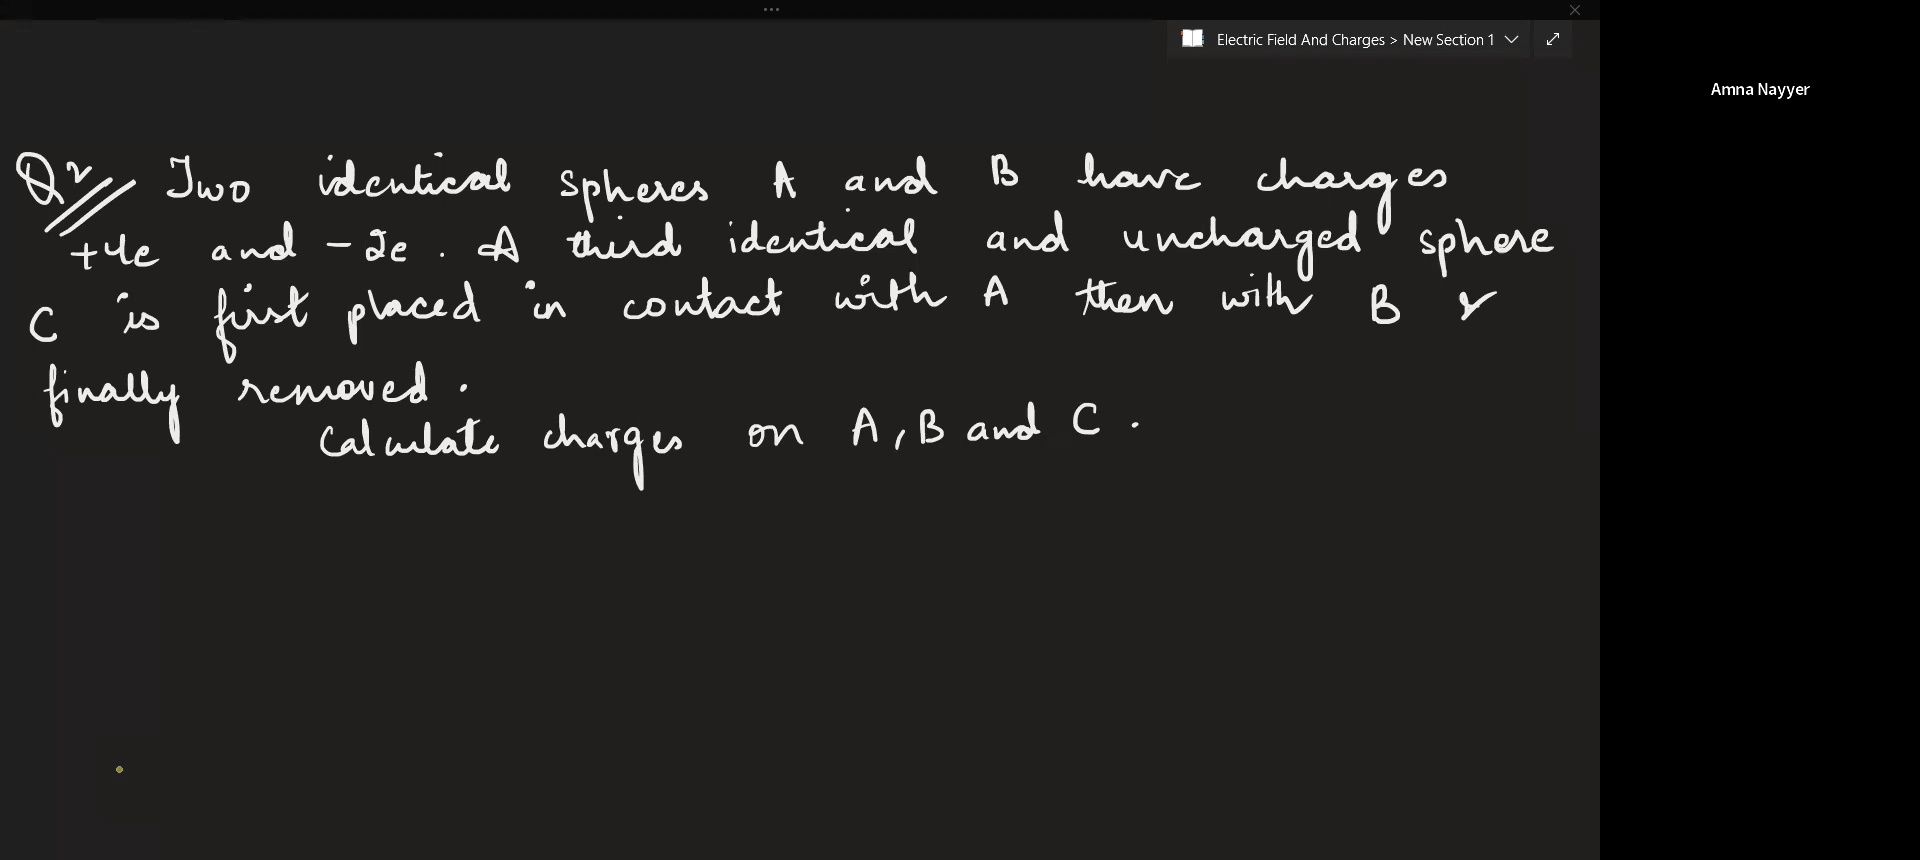 Electric Field And Charges > New Section 1
Amna Nayyer
Q2 Two identical spheres A and B have charges
+4e and -2e. A third identical and uncharged sphere
C is first placed in contact with A then with B &
finally removed.
Calculate charges on A, B and C.